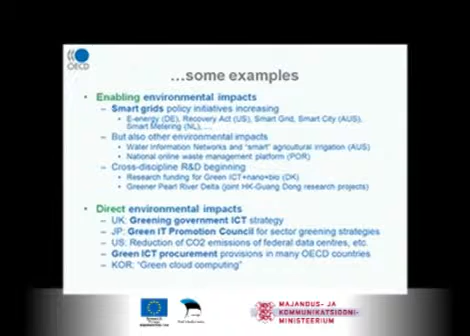 OECD
...some examples
• Enabling environmental impacts
– Smart grids policy initiatives increasing
• E-energy (DE), Recovery Act (US), Smart Grid, Smart City (AUS),
Smart Metering (NL), ...
– But also other environmental impacts
• Water Information Networks and "smart" agricultural irrigation (AUS)
• National online waste management platform (POR)
– Cross-discipline R&D beginning
• Research funding for Green ICT+nano+bio (DK)
• Greener Pearl River Delta (joint HK-Guang Dong research projects)
• Direct environmental impacts
– UK: Greening government ICT strategy
– JP: Green IT Promotion Council for sector greening strategies
– US: Reduction of CO2 emissions of federal data centres, etc.
– Green ICT procurement provisions in many OECD countries
– KOR: "Green cloud computing"
MAJANDUS- JA
KOMMUNIKATSIOONI-
MINISTEERIUM